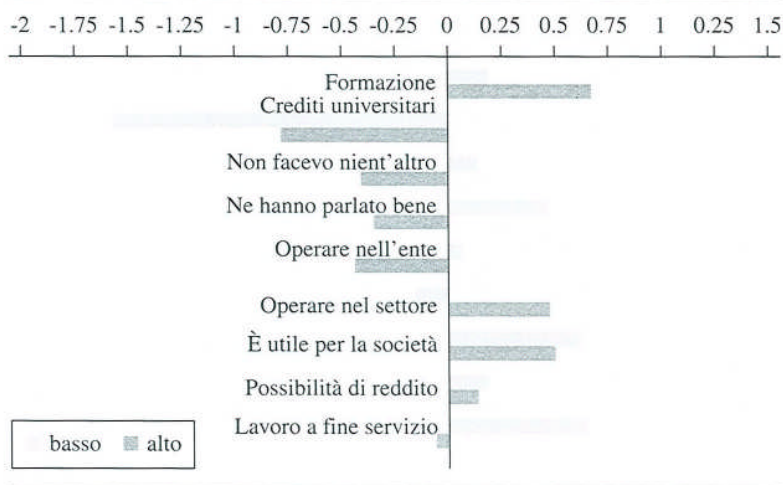 -2 -1.75 -1.5 -1.25 -1 -0.75 -0.5 -0.25 0 0.25 0.5 0.75 1 0.25 0.5 1.5
Formazione
Crediti universitari
Non facevo nient'altro
Ne hanno parlato bene
Operare nell'ente
Operare nel settore
È utile per la società
Possibilità di reddito
Lavoro a fine servizio
basso alto